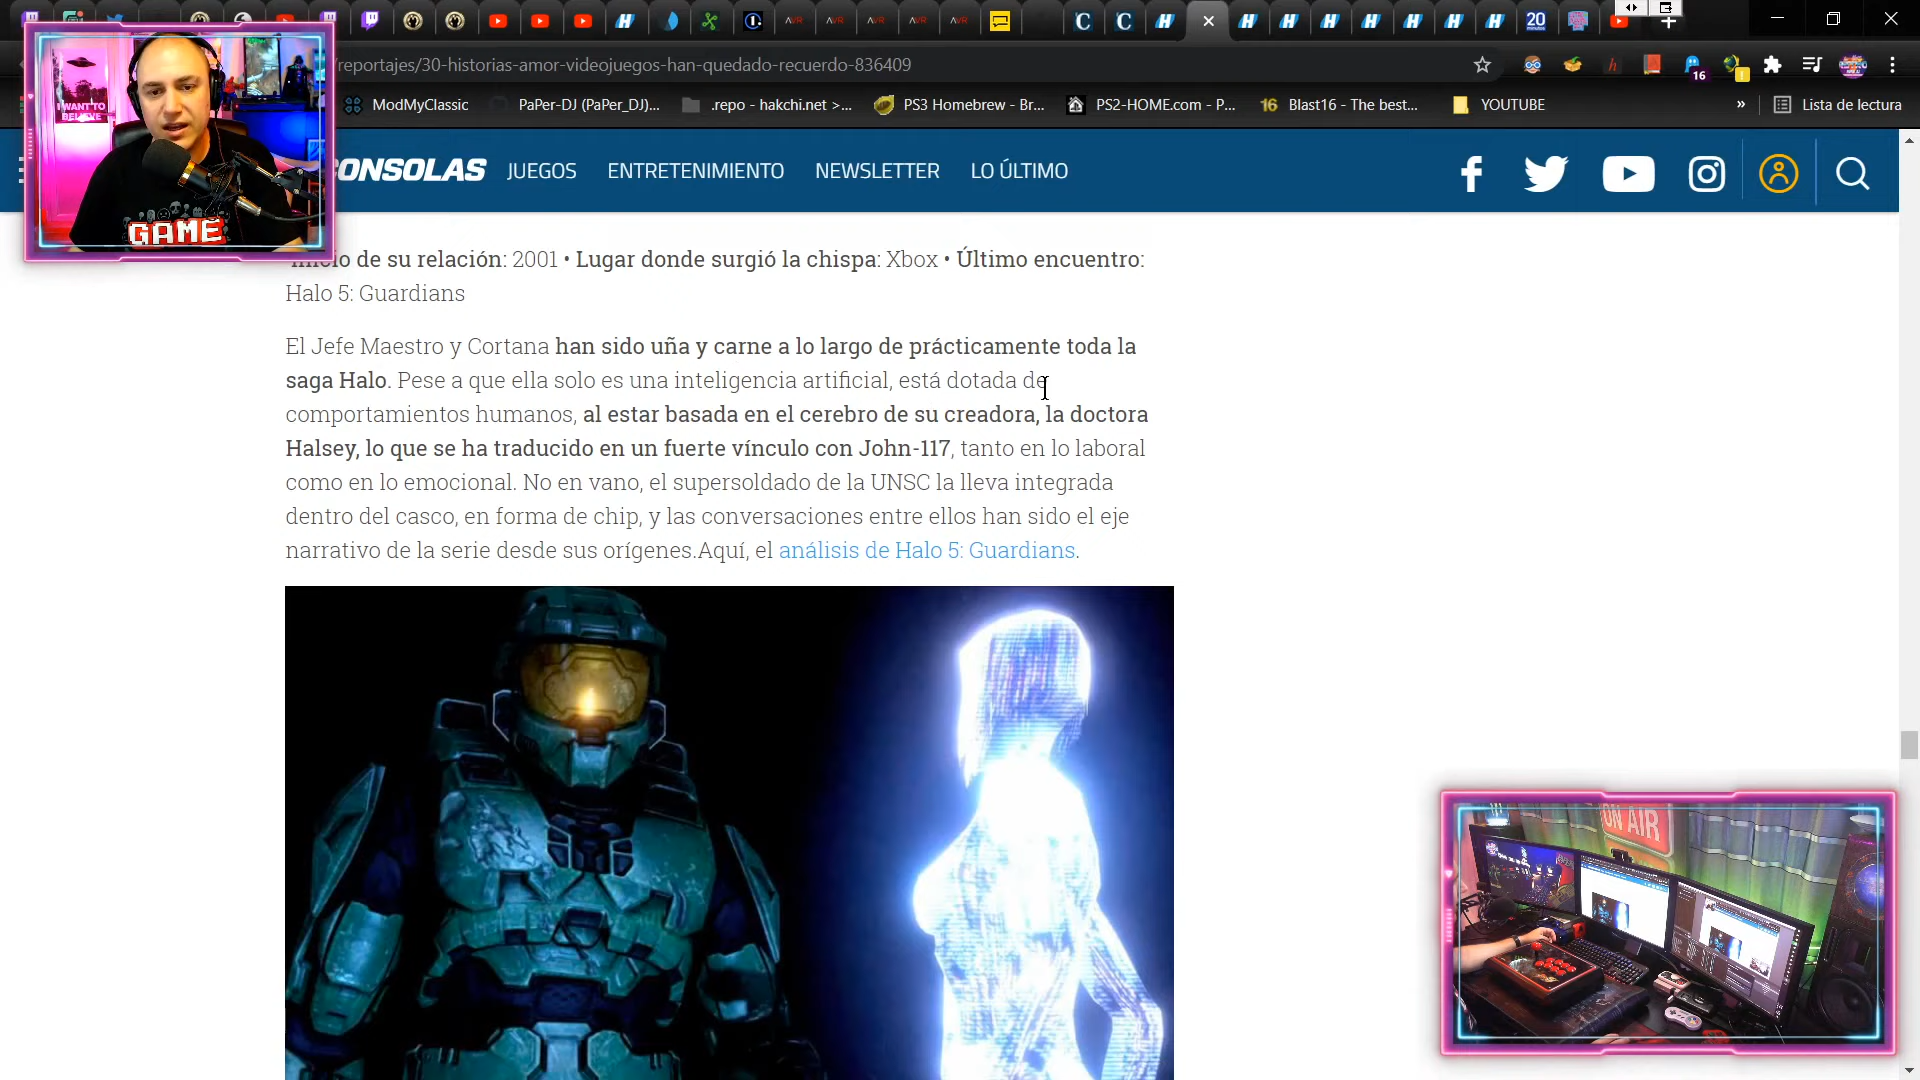 /reportajes/30-historias-amor-videojuegos-han-quedado-recuerdo-836409
16
ModMyClassic
PaPer-DJ (PaPer_DJ)...
.repo - hakchi.net >...
PS3 Homebrew - Br...
PS2-HOME.com - P...
16 Blast16 - The best...
YOUTUBE
»
Lista de lectura
I WANT TO
BELIEVE
GAME
ONSOLAS
JUEGOS
ENTRETENIMIENTO
NEWSLETTER
LO ÚLTIMO
Inicio de su relación: 2001 • Lugar donde surgió la chispa: Xbox • Último encuentro:
Halo 5: Guardians
El Jefe Maestro y Cortana han sido uña y carne a lo largo de prácticamente toda la
saga Halo. Pese a que ella solo es una inteligencia artificial, está dotada de
comportamientos humanos, al estar basada en el cerebro de su creadora, la doctora
Halsey, lo que se ha traducido en un fuerte vínculo con John-117, tanto en lo laboral
como en lo emocional. No en vano, el supersoldado de la UNSC la lleva integrada
dentro del casco, en forma de chip, y las conversaciones entre ellos han sido el eje
narrativo de la serie desde sus orígenes.Aquí, el análisis de Halo 5: Guardians.
ON AIR